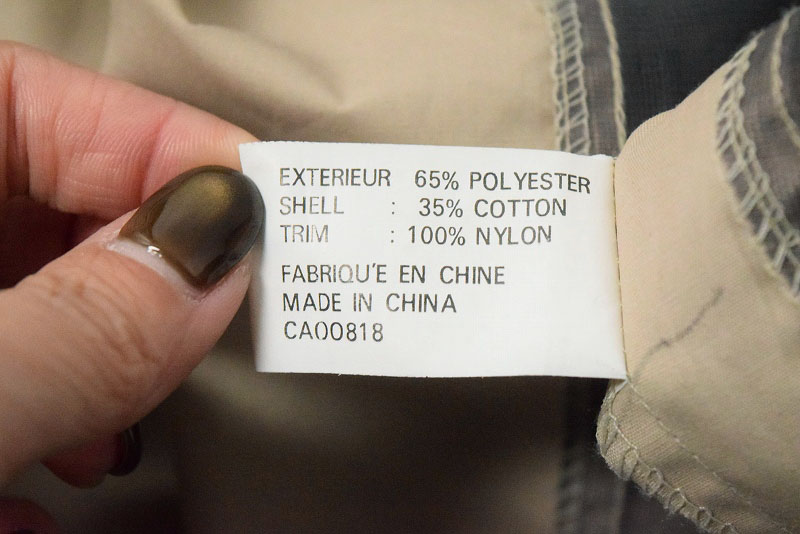 EXTERIEUR 65% POLYESTER
SHELL : 35% COTTON
TRIM : 100% NYLON
FABRIQU'E EN CHINE
MADE IN CHINA
CA00818